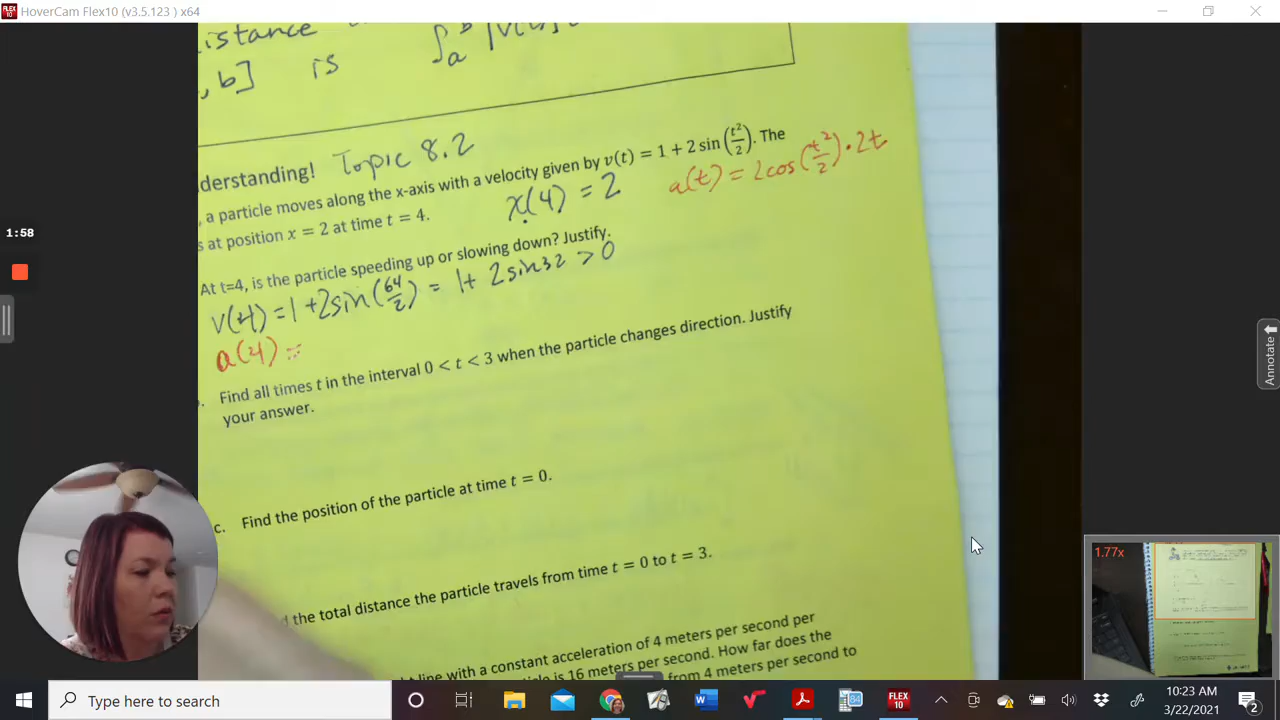 HoverCam Flex10 (v3.5.123 ) x64
istance
, b] is ∫ₐᵇ |v(t)|
nderstanding! Topic 8.2
, a particle moves along the x-axis with a velocity given by v(t) = 1 + 2 sin (t²/2). The
s at position x = 2 at time t = 4. x(4) = 2 a(t) = 2cos(t²/2)•2t
At t=4, is the particle speeding up or slowing down? Justify.
v(4) = 1 + 2sin(64/2) = 1 + 2sin32 > 0
a(4) =
. Find all times t in the interval 0 < t < 3 when the particle changes direction. Justify
your answer.
c. Find the position of the particle at time t = 0.
d the total distance the particle travels from time t = 0 to t = 3.
line with a constant acceleration of 4 meters per second per
is 16 meters per second. How far does the
from 4 meters per second to
1:58
Annotate
1.77x
Type here to search
W
FLEX
10
10:23 AM
3/22/2021
2